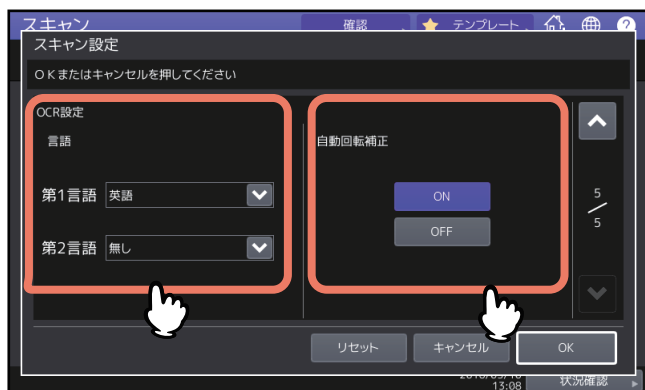 スキャン
確認
テンプレート
?
スキャン設定
OKまたはキャンセルを押してください
OCR設定
言語
自動回転補正
第1言語 英語
ON
5
5
OFF
第2言語 無し
リセット
キャンセル
OK
13:08
状況確認